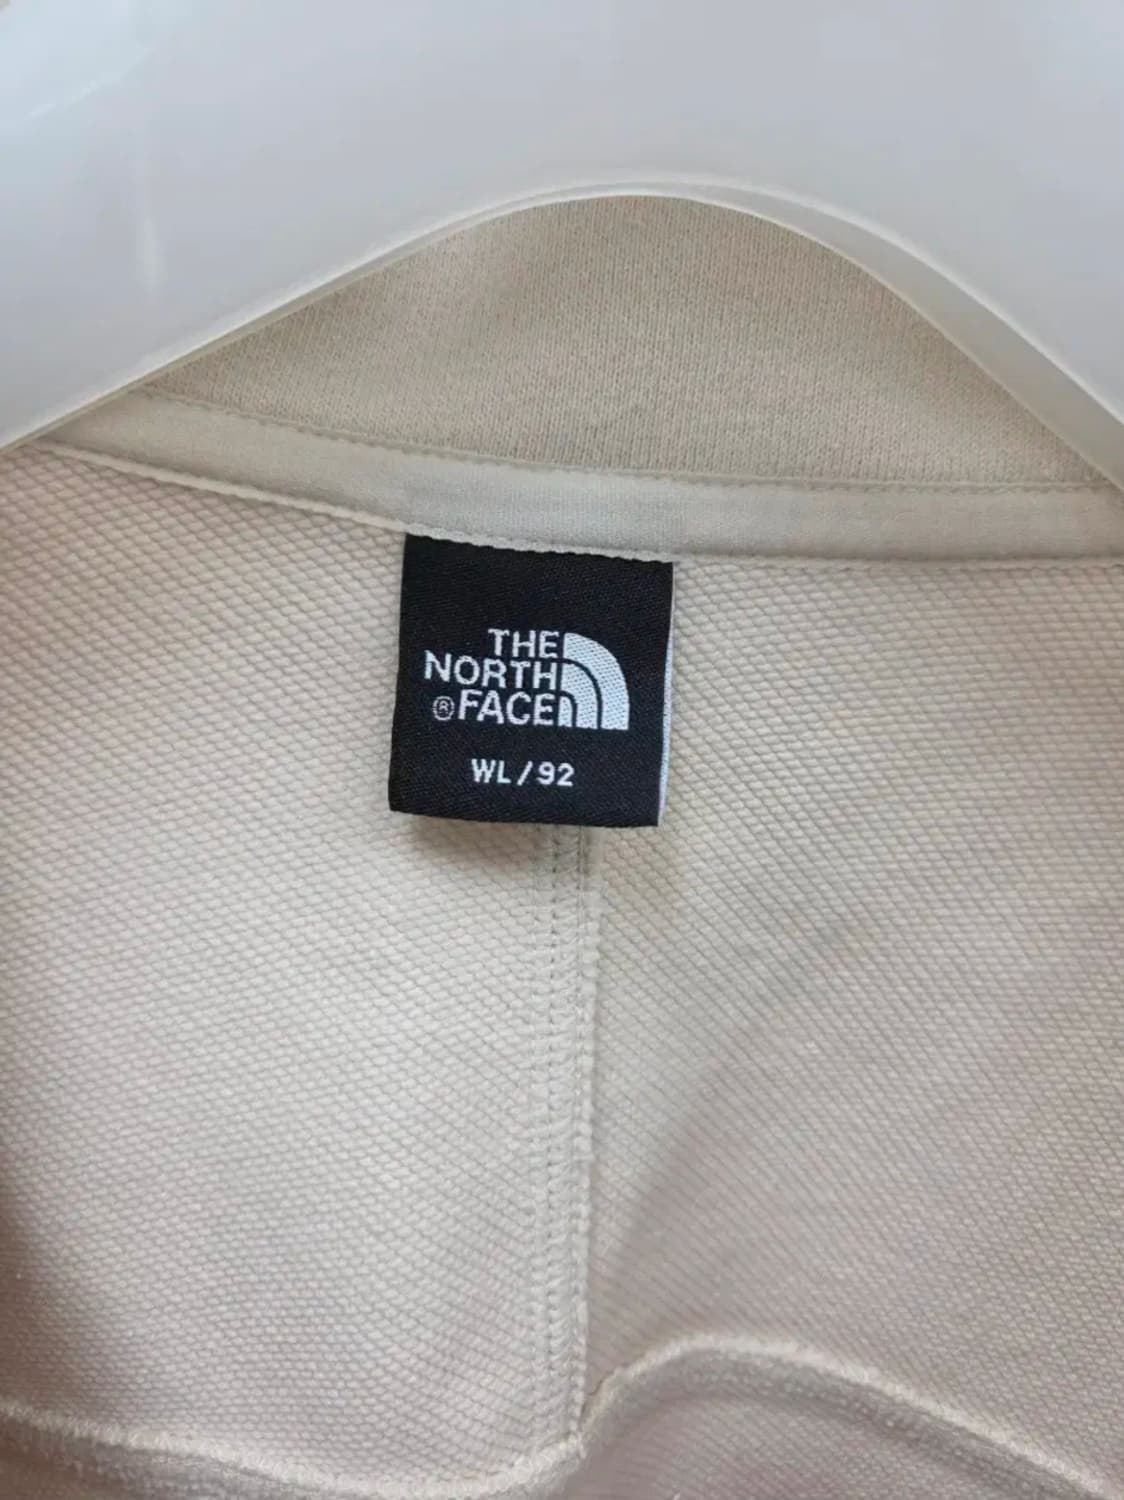 THE
NORTH
® FACE
WL/92